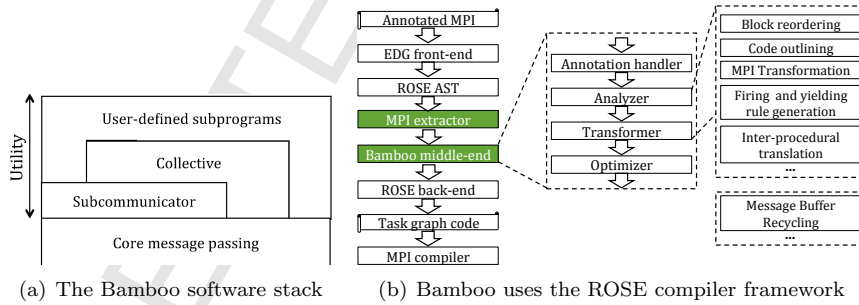 User-defined subprograms
Collective
Subcommunicator
Core message passing
Utility
(a) The Bamboo software stack
Annotated MPI
EDG front-end
ROSE AST
MPI extractor
Bamboo middle-end
ROSE back-end
Task graph code
MPI compiler
Annotation handler
Analyzer
Transformer
Optimizer
Block reordering
Code outlining
MPI Transformation
Firing and yielding
rule generation
Inter-procedural
translation
...
Message Buffer
Recycling
...
(b) Bamboo uses the ROSE compiler framework